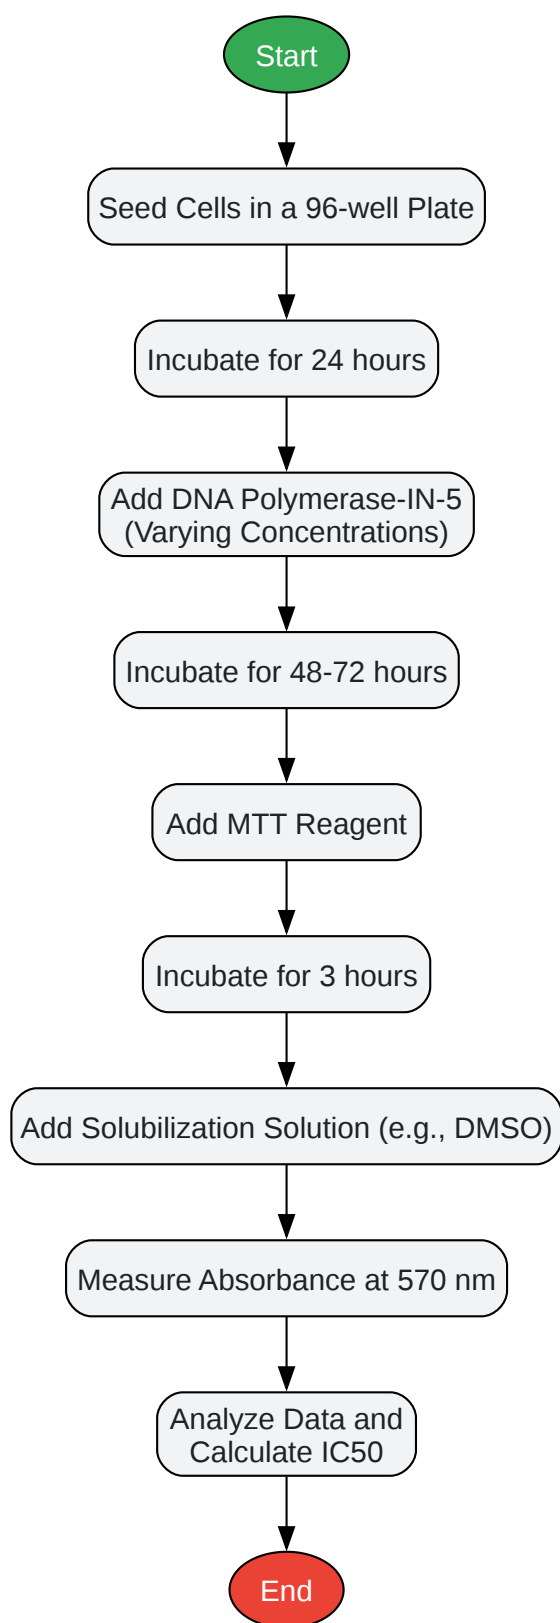 Start
Seed Cells in a 96-well Plate
Incubate for 24 hours
Add DNA Polymerase-IN-5
(Varying Concentrations)
Incubate for 48-72 hours
Add MTT Reagent
Incubate for 3 hours
Add Solubilization Solution (e.g., DMSO)
Measure Absorbance at 570 nm
Analyze Data and
Calculate IC50
End